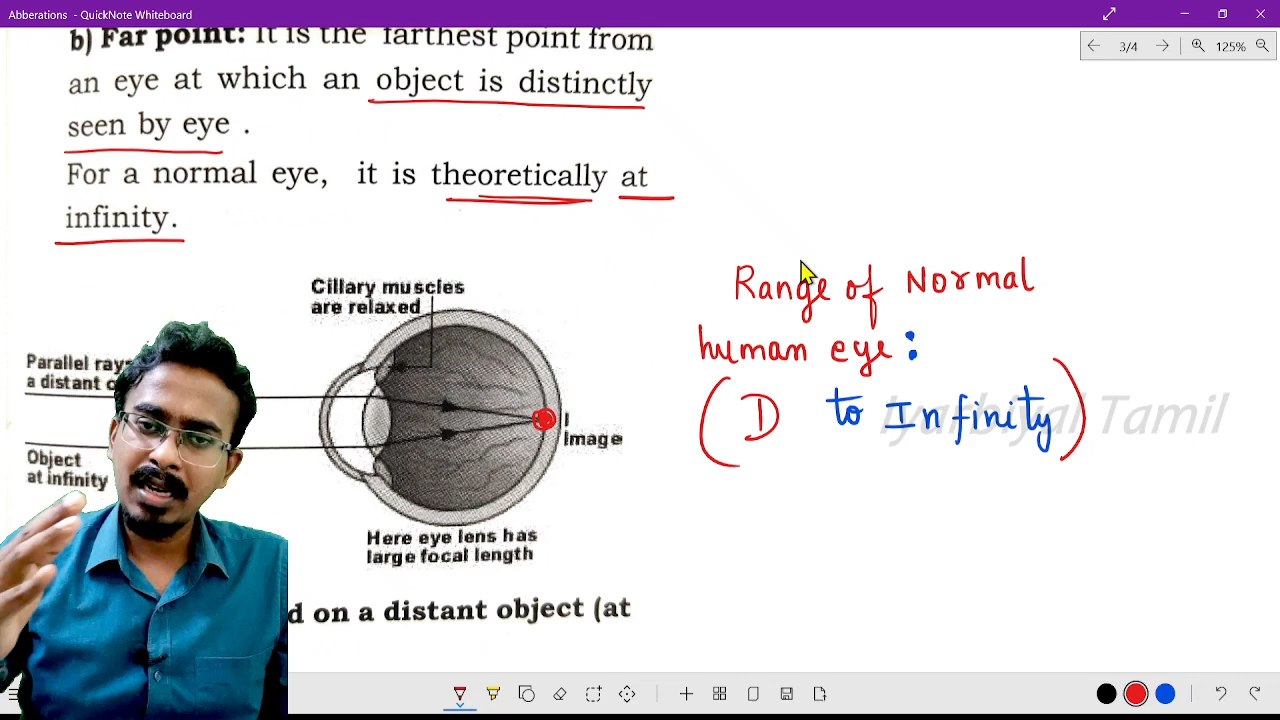 Abberations - QuickNote Whiteboard
3/4
125%
b) Far point: It is the farthest point from
an eye at which an object is distinctly
seen by eye .
For a normal eye, it is theoretically at
infinity.
Cillary muscles
are relaxed
Parallel rays
a distant
Object
at infinity
I
Image
Here eye lens has
large focal length
d on a distant object (at
Range of Normal
human eye :
( D to Infinity )
Iyarbiyal Tamil